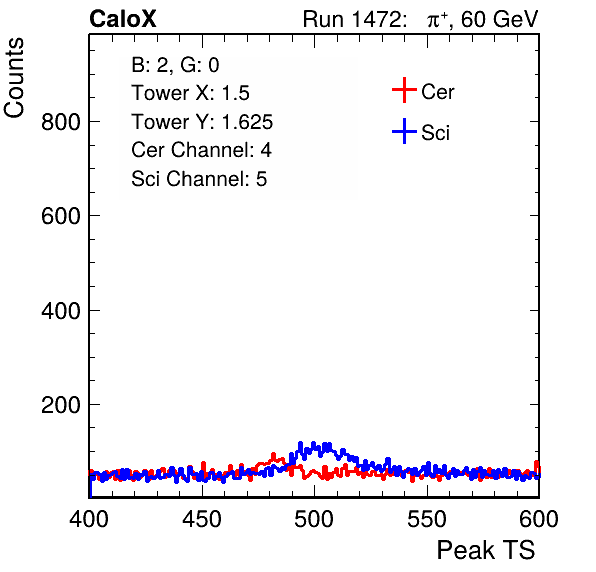 CaloX Run 1472: π⁺, 60 GeV
Counts
B: 2, G: 0
Tower X: 1.5
Tower Y: 1.625
Cer Channel: 4
Sci Channel: 5
Cer
Sci
800
600
400
200
400 450 500 550 600
Peak TS